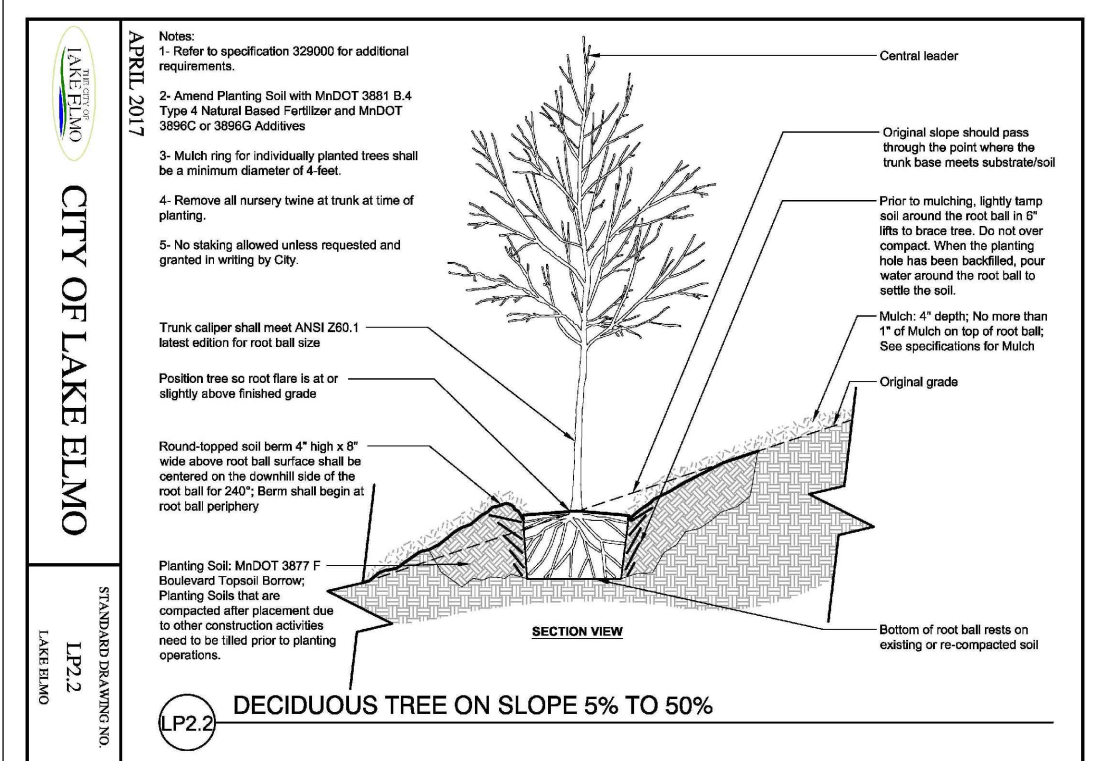 THE CITY OF
LAKE ELMO
CITY OF LAKE ELMO
APRIL 2017
STANDARD DRAWING NO.
LP2.2
LAKE ELMO
Notes:
1- Refer to specification 329000 for additional
requirements.
2- Amend Planting Soil with MnDOT 3881 B.4
Type 4 Natural Based Fertilizer and MnDOT
3896C or 3896G Additives
3- Mulch ring for individually planted trees shall
be a minimum diameter of 4-feet.
4- Remove all nursery twine at trunk at time of
planting.
5- No staking allowed unless requested and
granted in writing by City.
Trunk caliper shall meet ANSI Z60.1
latest edition for root ball size
Position tree so root flare is at or
slightly above finished grade
Round-topped soil berm 4" high x 8"
wide above root ball surface shall be
centered on the downhill side of the
root ball for 240°; Berm shall begin at
root ball periphery
Planting Soil: MnDOT 3877 F
Boulevard Topsoil Borrow;
Planting Soils that are
compacted after placement due
to other construction activities
need to be tilled prior to planting
operations.
Central leader
Original slope should pass
through the point where the
trunk base meets substrate/soil
Prior to mulching, lightly tamp
soil around the root ball in 6"
lifts to brace tree. Do not over
compact. When the planting
hole has been backfilled, pour
water around the root ball to
settle the soil.
Mulch: 4" depth; No more than
1" of Mulch on top of root ball;
See specifications for Mulch
Original grade
Bottom of root ball rests on
existing or re-compacted soil
SECTION VIEW
LP2.2
DECIDUOUS TREE ON SLOPE 5% TO 50%